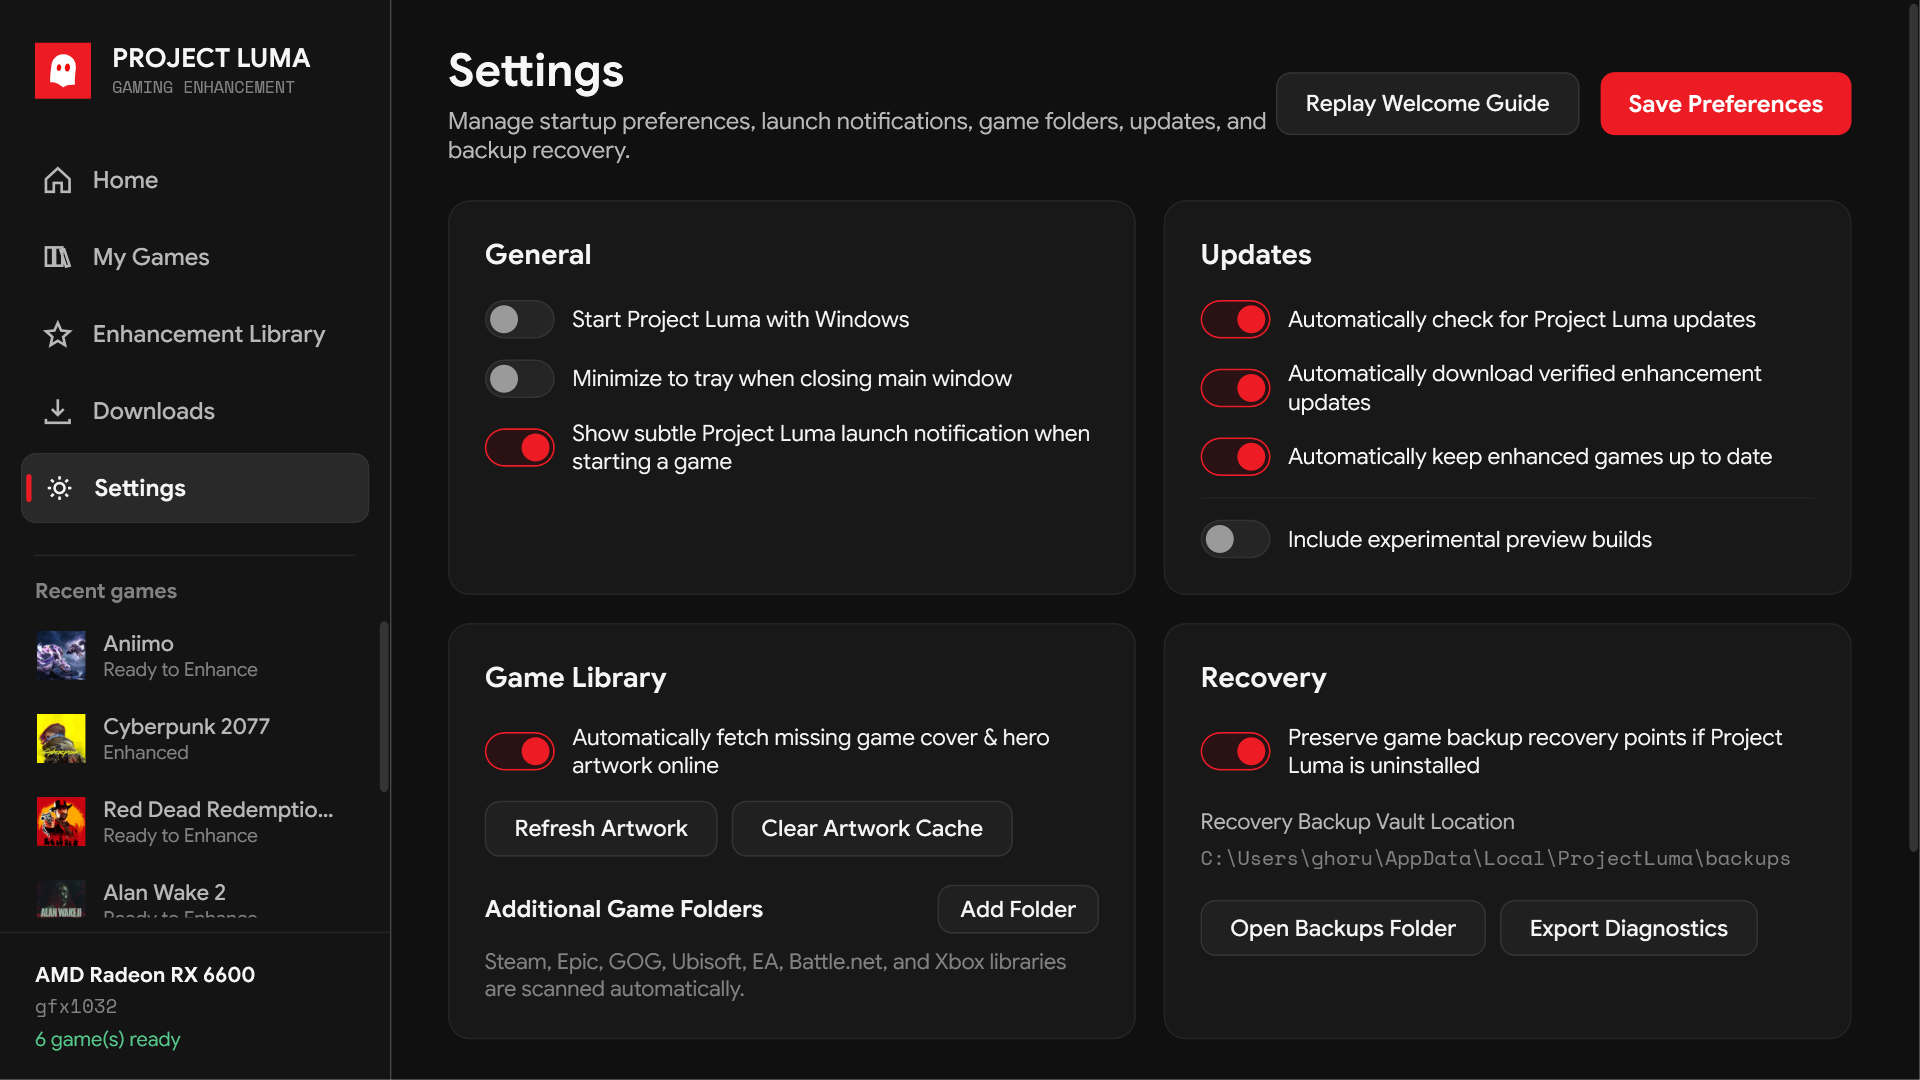 PROJECT LUMA
GAMING ENHANCEMENT
Home
My Games
Enhancement Library
Downloads
Settings
Recent games
Aniimo
Ready to Enhance
Cyberpunk 2077
Enhanced
Red Dead Redemptio...
Ready to Enhance
ALAN WAKE II
Alan Wake 2
Ready to Enhance
AMD Radeon RX 6600
gfx1032
6 game(s) ready
Settings
Manage startup preferences, launch notifications, game folders, updates, and
backup recovery.
Replay Welcome Guide
Save Preferences
General
Start Project Luma with Windows
Minimize to tray when closing main window
Show subtle Project Luma launch notification when
starting a game
Updates
Automatically check for Project Luma updates
Automatically download verified enhancement
updates
Automatically keep enhanced games up to date
Include experimental preview builds
Game Library
Automatically fetch missing game cover & hero
artwork online
Refresh Artwork
Clear Artwork Cache
Additional Game Folders
Add Folder
Steam, Epic, GOG, Ubisoft, EA, Battle.net, and Xbox libraries
are scanned automatically.
Recovery
Preserve game backup recovery points if Project
Luma is uninstalled
Recovery Backup Vault Location
C:\Users\ghoru\AppData\Local\ProjectLuma\backups
Open Backups Folder
Export Diagnostics